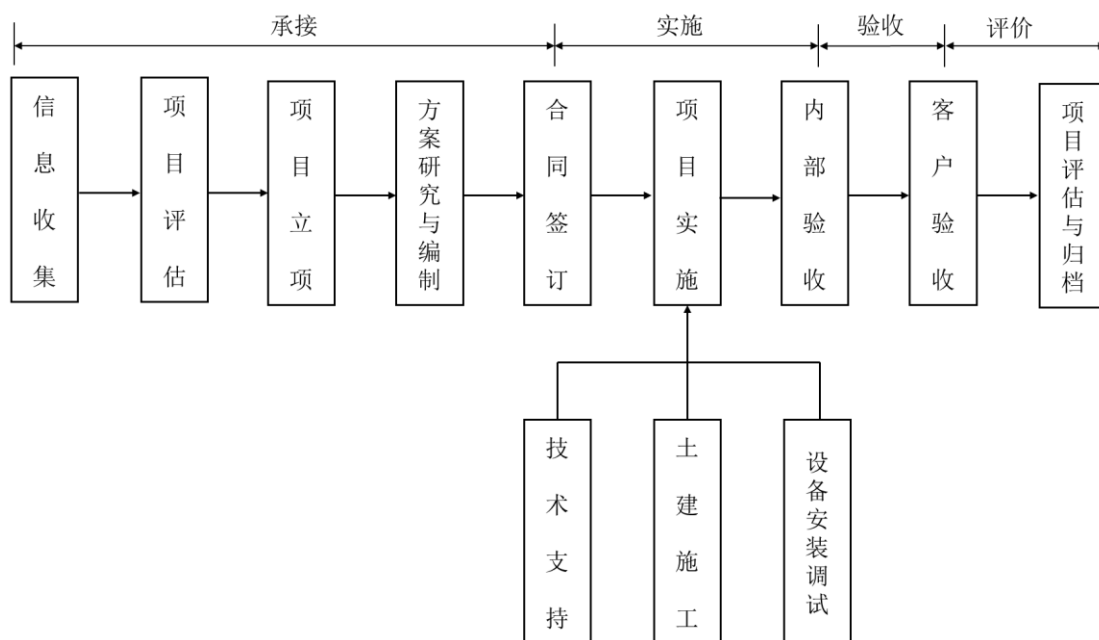 承接
实施
验收
评价
信息收集
项目评估
项目立项
方案研究与编制
合同签订
项目实施
内部验收
客户验收
项目评估与归档
技术支持
土建施工
设备安装调试